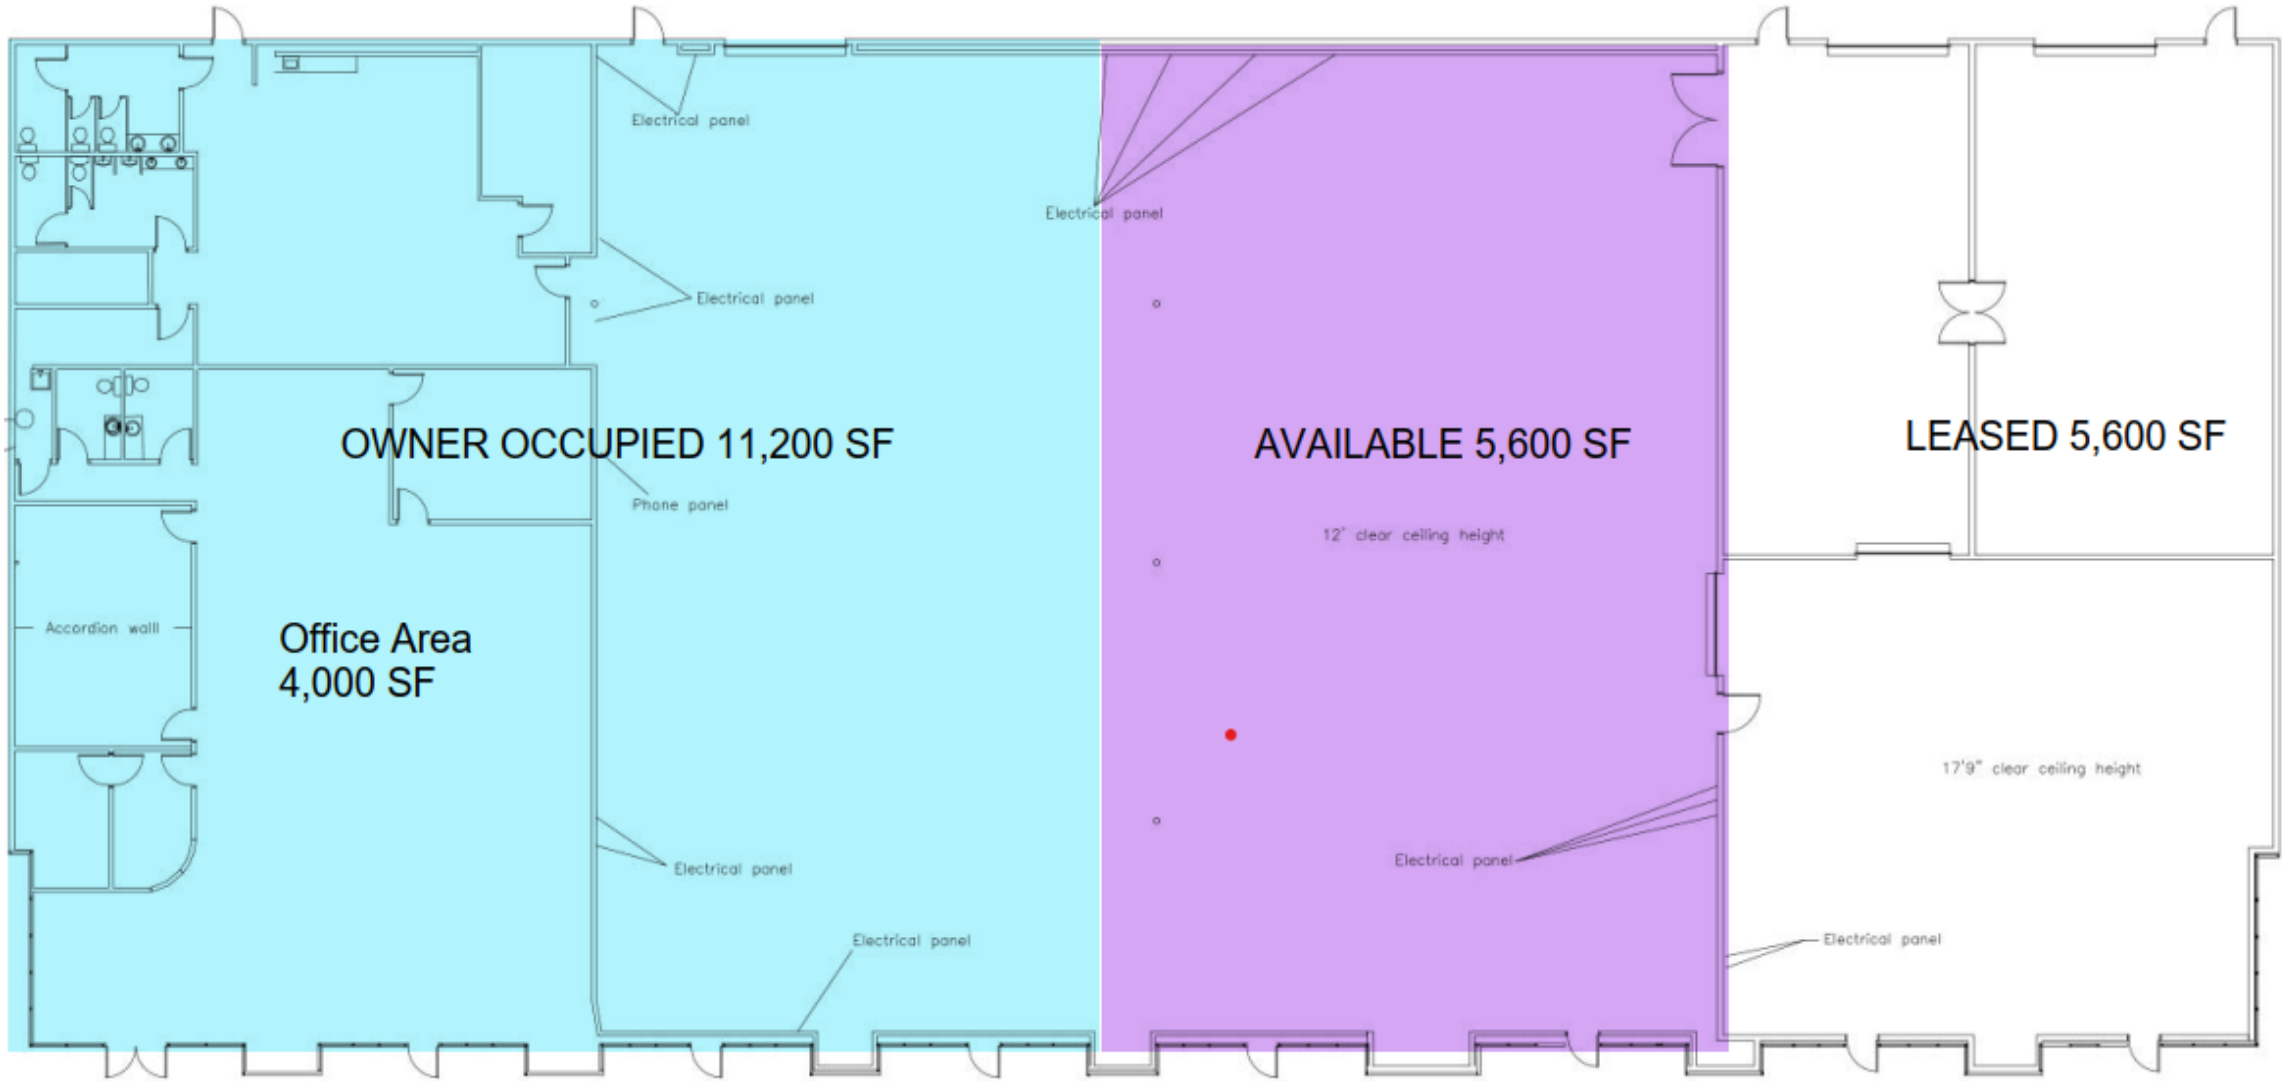 Electrical panel
Electrical panel
Electrical panel
OWNER OCCUPIED 11,200 SF
AVAILABLE 5,600 SF
LEASED 5,600 SF
Phone panel
12' clear ceiling height
Accordion walll
Office Area
4,000 SF
17'9" clear ceiling height
Electrical panel
Electrical panel
Electrical panel
Electrical panel